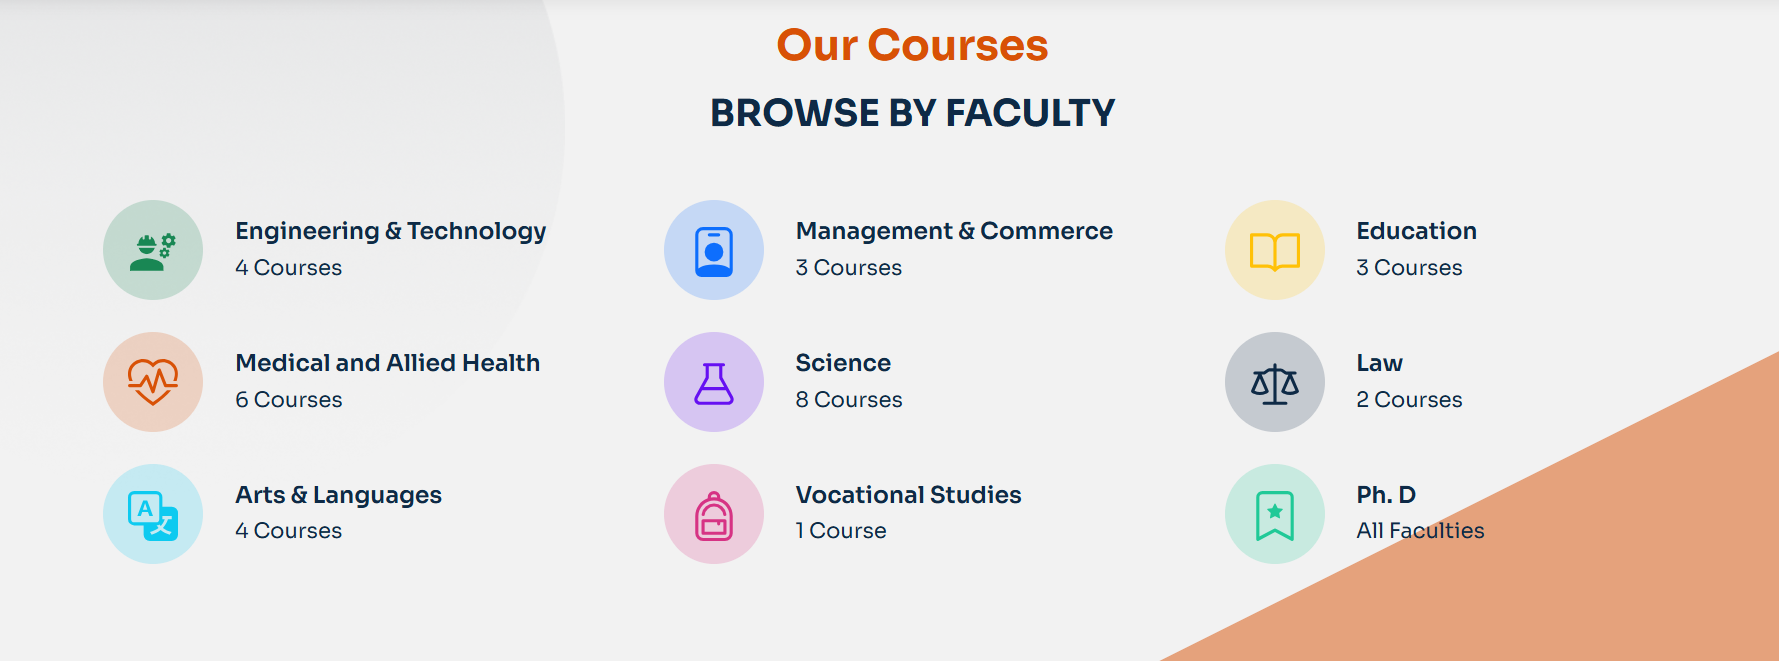 Our Courses
BROWSE BY FACULTY
Engineering & Technology
4 Courses
Management & Commerce
3 Courses
Education
3 Courses
Medical and Allied Health
6 Courses
Science
8 Courses
Law
2 Courses
A 文
Arts & Languages
4 Courses
Vocational Studies
1 Course
Ph. D
All Faculties